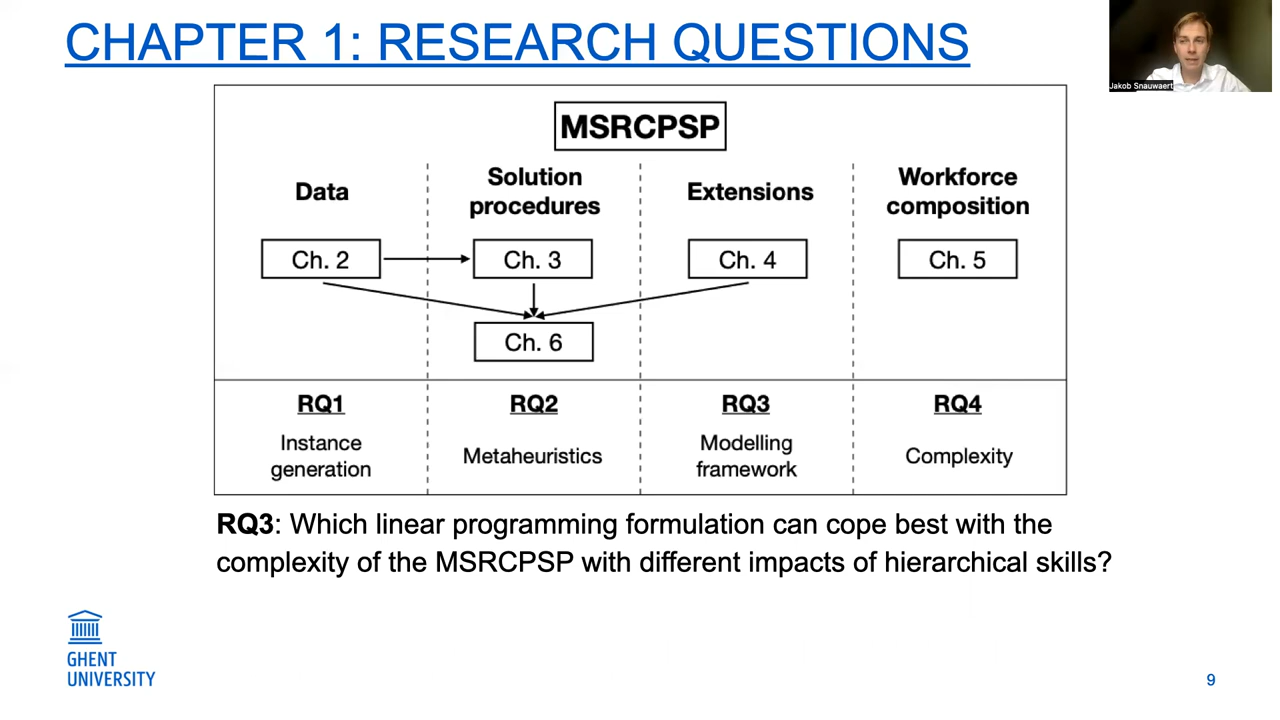 CHAPTER 1: RESEARCH QUESTIONS
Jakob Snauwaert
MSRCPSP
Data
Solution
procedures
Extensions
Workforce
composition
Ch. 2
Ch. 3
Ch. 4
Ch. 5
Ch. 6
RQ1
RQ2
RQ3
RQ4
Instance
generation
Metaheuristics
Modelling
framework
Complexity
RQ3: Which linear programming formulation can cope best with the
complexity of the MSRCPSP with different impacts of hierarchical skills?
GHENT
UNIVERSITY
9